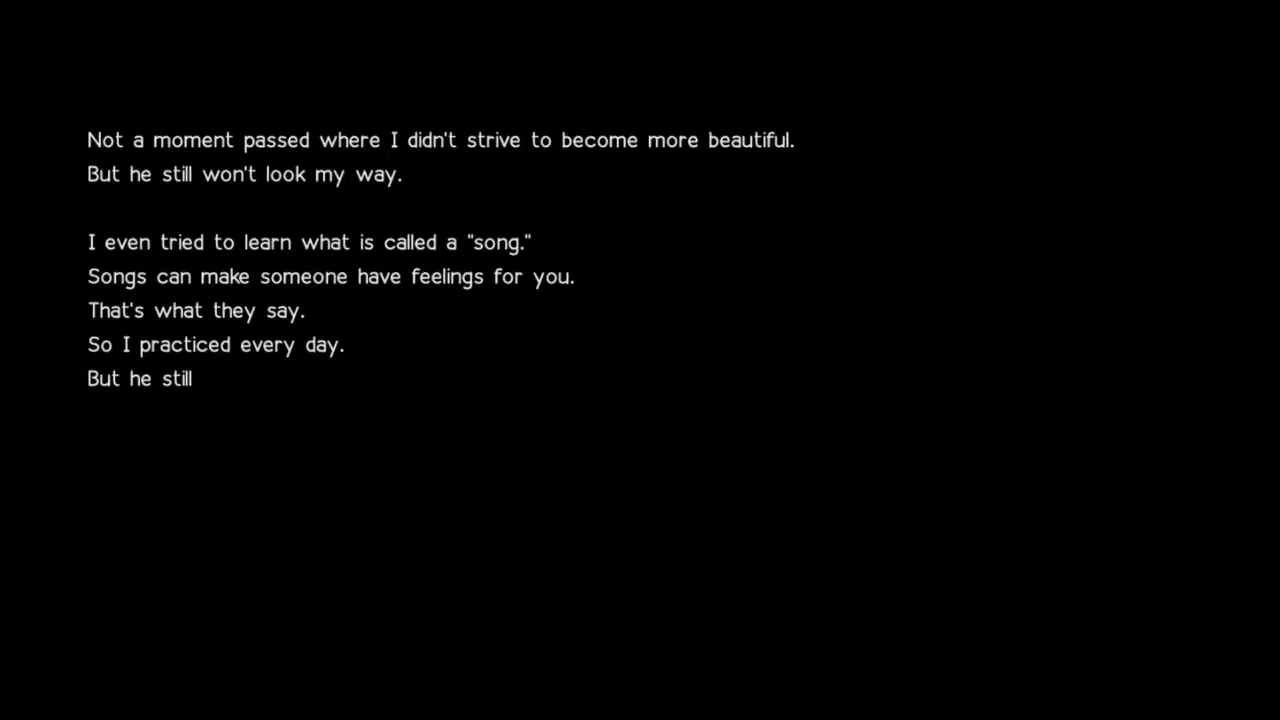 Not a moment passed where I didn't strive to become more beautiful.
But he still won't look my way.
I even tried to learn what is called a "song."
Songs can make someone have feelings for you.
That's what they say.
So I practiced every day.
But he still